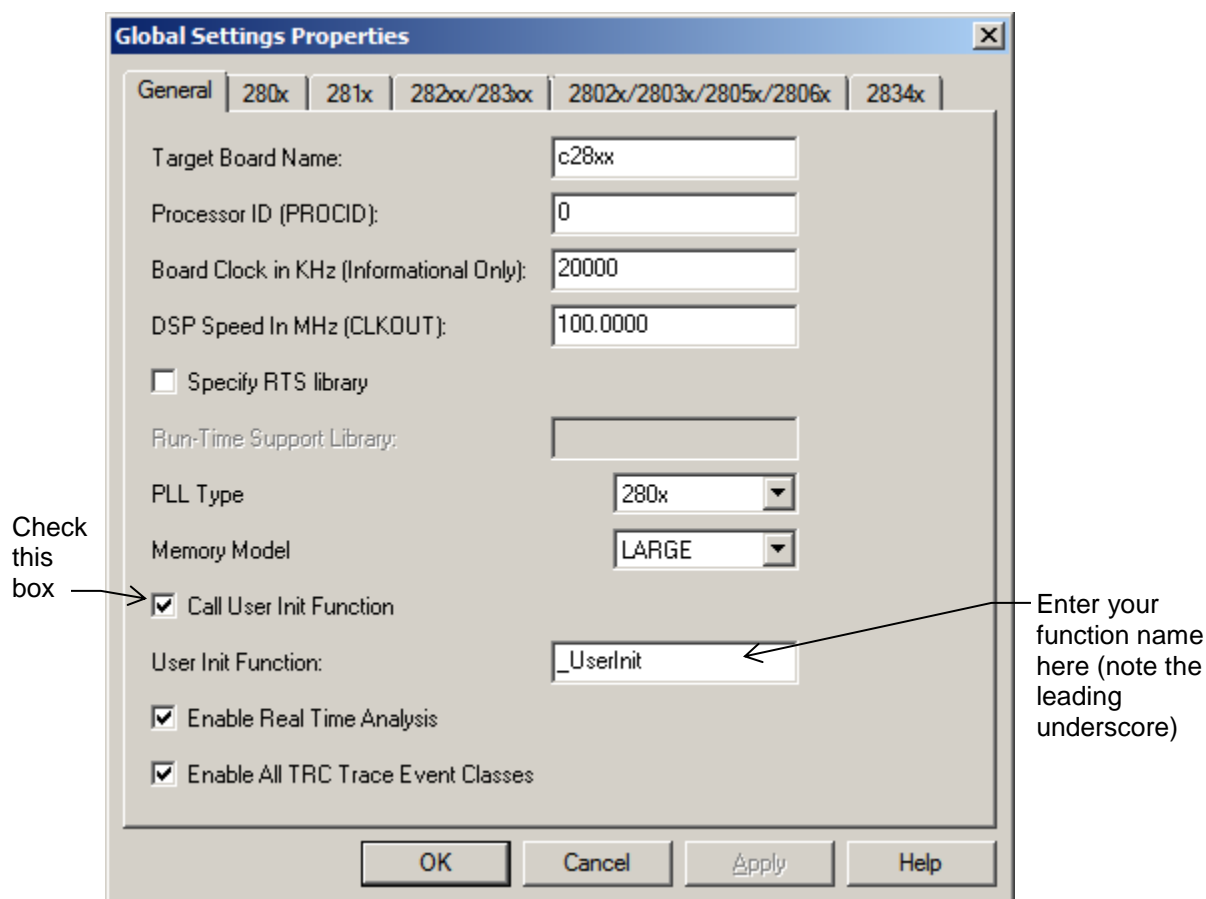 Global Settings Properties
General
280x
281x
282xx/283xx
2802x/2803x/2805x/2806x
2834x
Target Board Name:
c28xx
Processor ID (PROCID):
0
Board Clock in KHz (Informational Only):
20000
DSP Speed In MHz (CLKOUT):
100.0000
Specify RTS library
Run-Time Support Library:
PLL Type
280x
Memory Model
LARGE
Check
this
box
Call User Init Function
User Init Function:
_UserInit
Enter your
function name
here (note the
leading
underscore)
Enable Real Time Analysis
Enable All TRC Trace Event Classes
OK
Cancel
Apply
Help